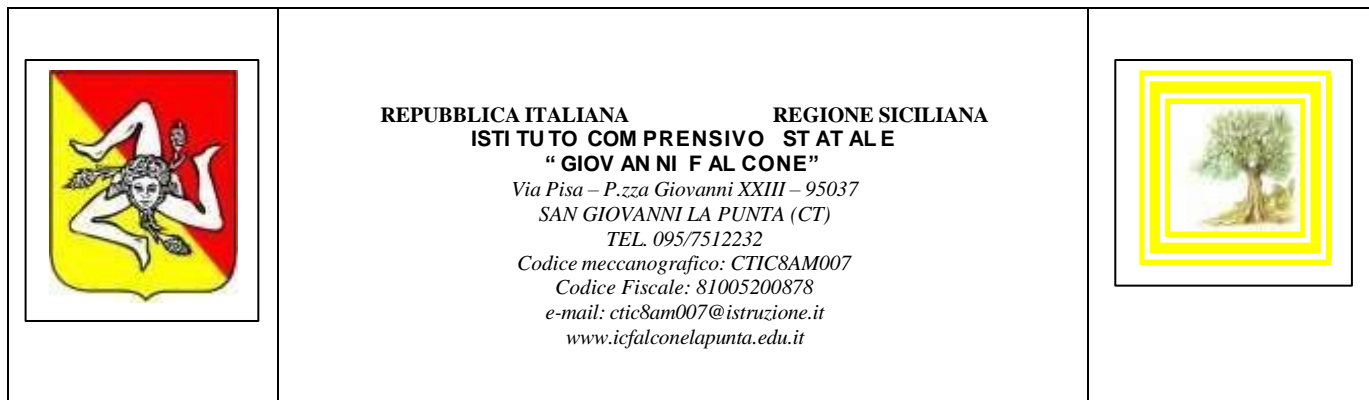 REPUBBLICA ITALIANA REGIONE SICILIANA
ISTITUTO COMPRENSIVO STATALE
“GIOVANNI FALCONE”
Via Pisa – P.zza Giovanni XXIII – 95037
SAN GIOVANNI LA PUNTA (CT)
TEL. 095/7512232
Codice meccanografico: CTIC8AM007
Codice Fiscale: 81005200878
e-mail: ctic8am007@istruzione.it
www.icfalconelapunta.edu.it